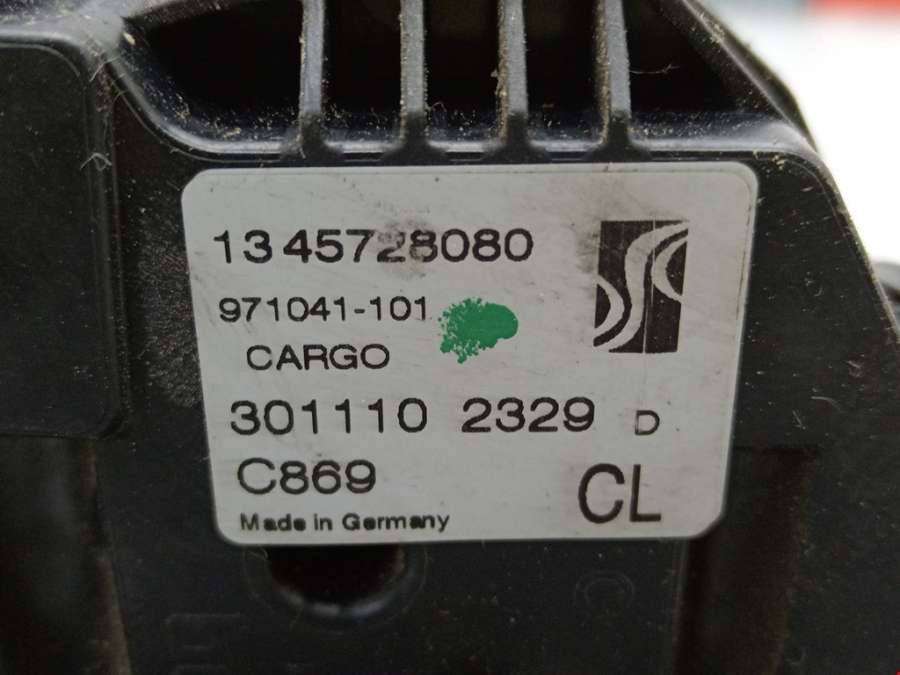 1345728080
971041-101
CARGO
301110 2329 D
C869
CL
Made in Germany